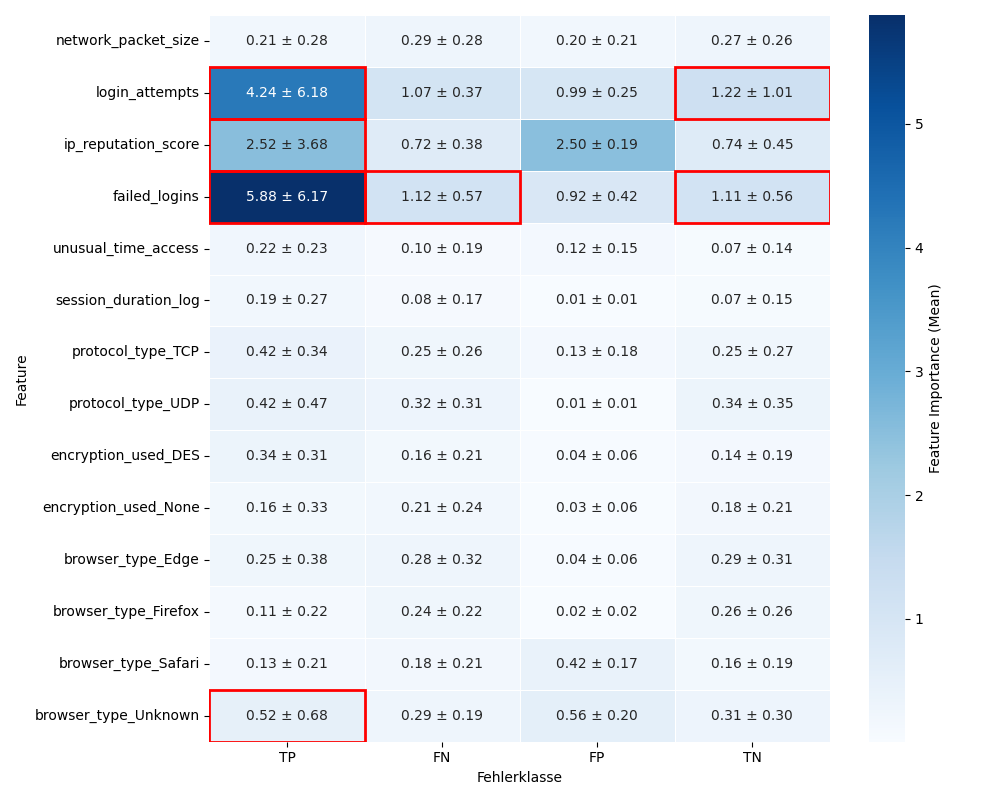 network_packet_size 0.21 ± 0.28 0.29 ± 0.28 0.20 ± 0.21 0.27 ± 0.26
login_attempts 4.24 ± 6.18 1.07 ± 0.37 0.99 ± 0.25 1.22 ± 1.01
ip_reputation_score 2.52 ± 3.68 0.72 ± 0.38 2.50 ± 0.19 0.74 ± 0.45
failed_logins 5.88 ± 6.17 1.12 ± 0.57 0.92 ± 0.42 1.11 ± 0.56
unusual_time_access 0.22 ± 0.23 0.10 ± 0.19 0.12 ± 0.15 0.07 ± 0.14
session_duration_log 0.19 ± 0.27 0.08 ± 0.17 0.01 ± 0.01 0.07 ± 0.15
protocol_type_TCP 0.42 ± 0.34 0.25 ± 0.26 0.13 ± 0.18 0.25 ± 0.27
protocol_type_UDP 0.42 ± 0.47 0.32 ± 0.31 0.01 ± 0.01 0.34 ± 0.35
encryption_used_DES 0.34 ± 0.31 0.16 ± 0.21 0.04 ± 0.06 0.14 ± 0.19
encryption_used_None 0.16 ± 0.33 0.21 ± 0.24 0.03 ± 0.06 0.18 ± 0.21
browser_type_Edge 0.25 ± 0.38 0.28 ± 0.32 0.04 ± 0.06 0.29 ± 0.31
browser_type_Firefox 0.11 ± 0.22 0.24 ± 0.22 0.02 ± 0.02 0.26 ± 0.26
browser_type_Safari 0.13 ± 0.21 0.18 ± 0.21 0.42 ± 0.17 0.16 ± 0.19
browser_type_Unknown 0.52 ± 0.68 0.29 ± 0.19 0.56 ± 0.20 0.31 ± 0.30
TP FN FP TN
Fehlerklasse
Feature
5
4
3
2
1
Feature Importance (Mean)